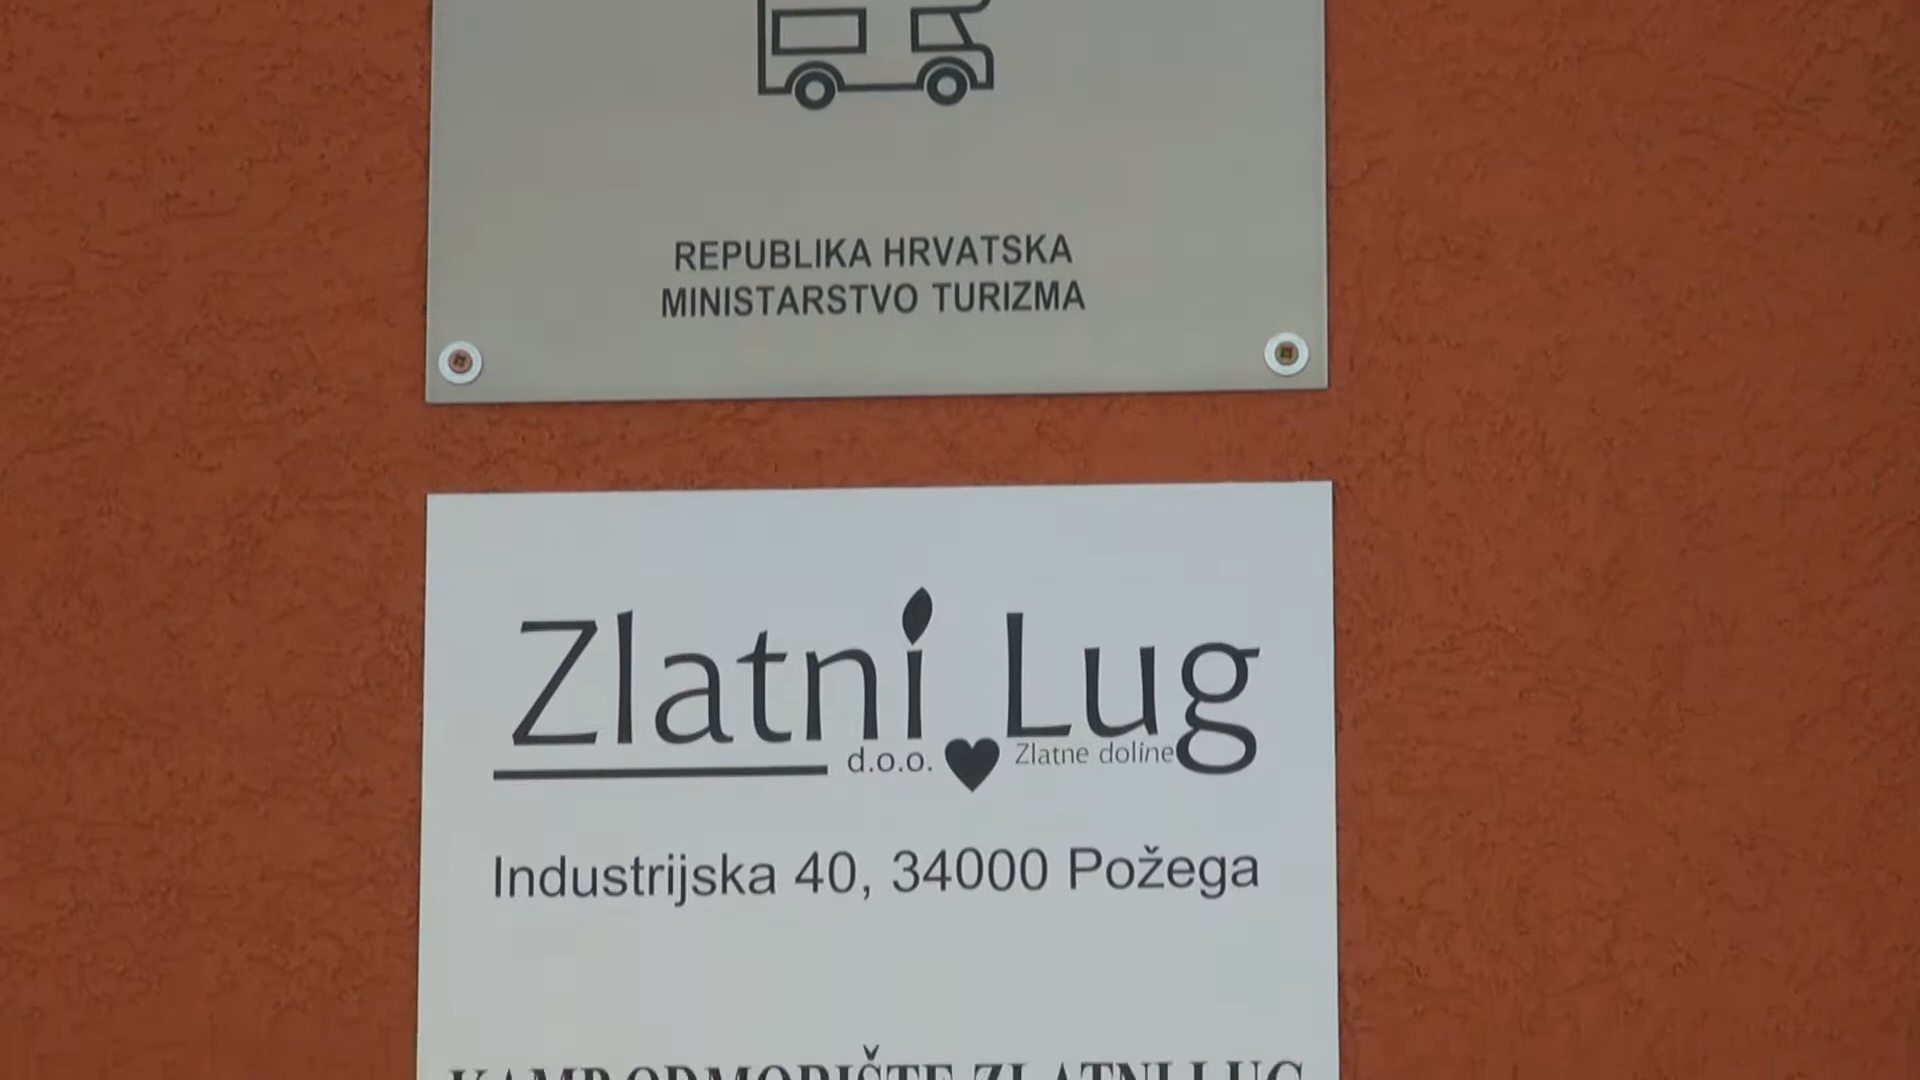 REPUBLIKA HRVATSKA
MINISTARSTVO TURIZMA
Zlatni Lug
d.o.o. Zlatne doline
Industrijska 40, 34000 Požega
KAMP ODMORIŠTE ZLATNI LUG